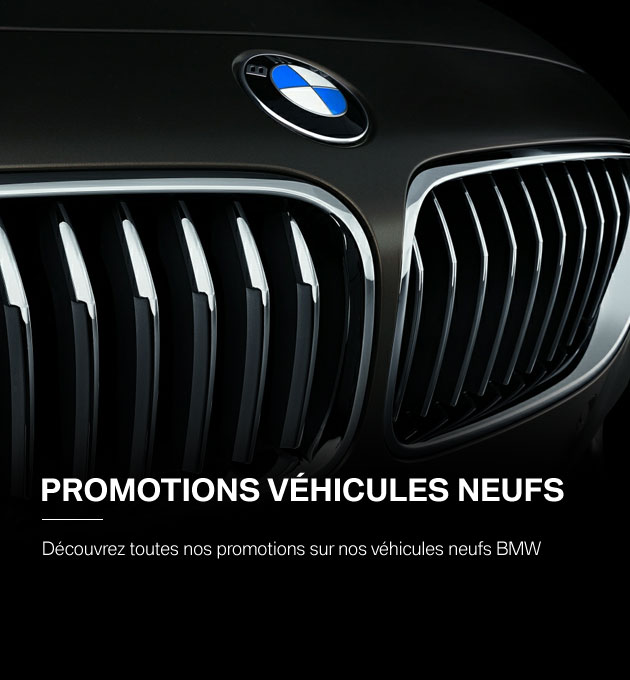 PROMOTIONS VÉHICULES NEUFS
Découvrez toutes nos promotions sur nos véhicules neufs BMW